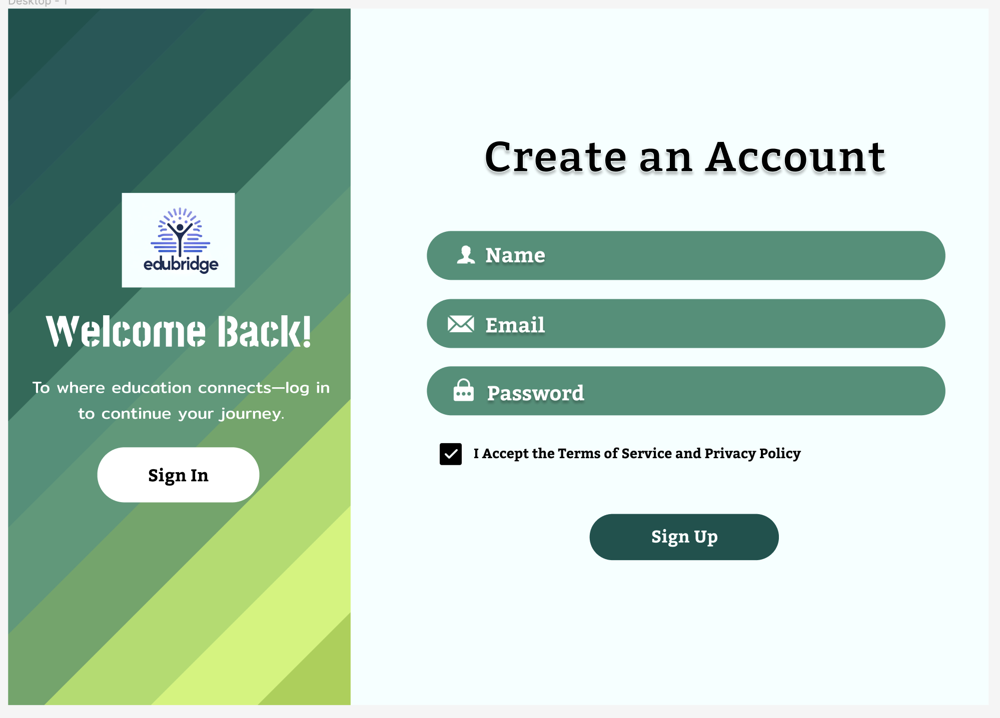 Desktop - 1
edubridge
Welcome Back!
To where education connects—log in
to continue your journey.
Sign In
Create an Account
Name
Email
Password
I Accept the Terms of Service and Privacy Policy
Sign Up